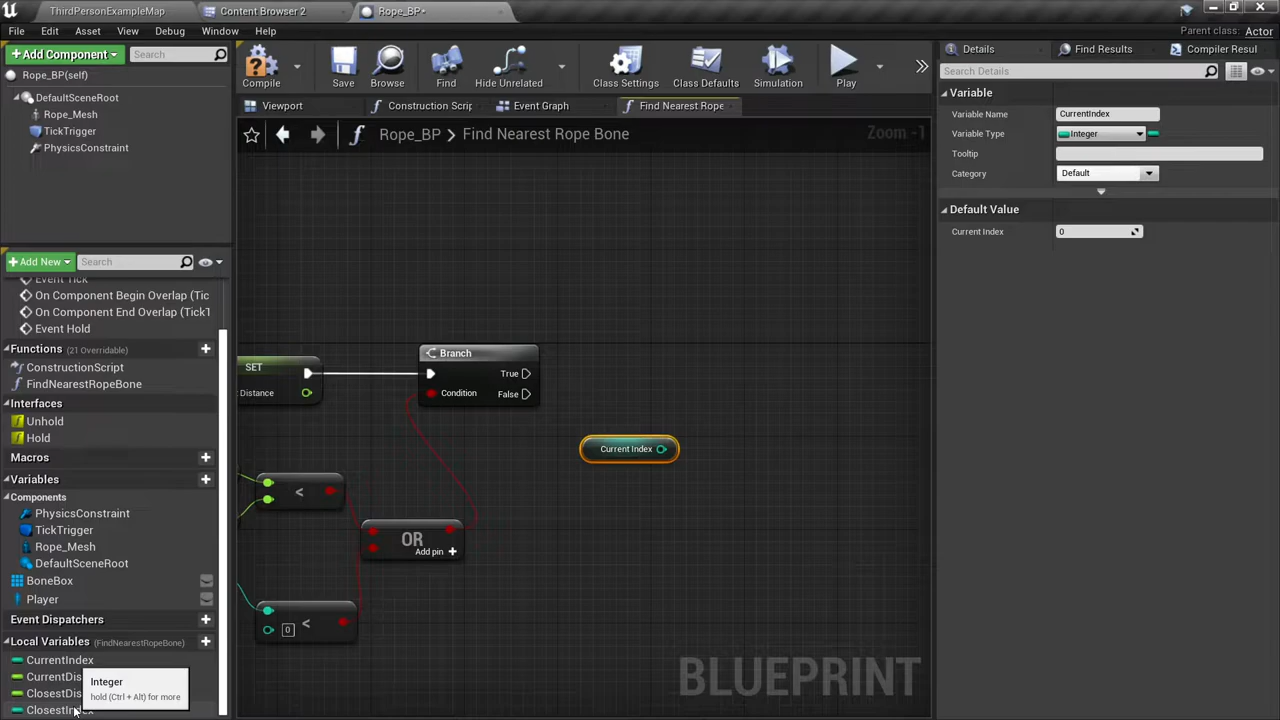 ThirdPersonExampleMap
Content Browser 2
Rope_BP•
File
Edit
Asset
View
Debug
Window
Help
Parent class: Actor
Add Component
Search
Rope_BP(self)
DefaultSceneRoot
Rope_Mesh
TickTrigger
PhysicsConstraint
Compile
Save
Browse
Find
Hide Unrelated
Class Settings
Class Defaults
Simulation
Play
Viewport
Construction Scrip
Event Graph
Find Nearest Rope
Rope_BP
Find Nearest Rope Bone
Zoom -1
Add New
Search
Event Tick
On Component Begin Overlap (Tic
On Component End Overlap (TickT
Event Hold
Functions (21 Overridable)
ConstructionScript
FindNearestRopeBone
Interfaces
Unhold
Hold
Macros
Variables
Components
PhysicsConstraint
TickTrigger
Rope_Mesh
DefaultSceneRoot
BoneBox
Player
Event Dispatchers
Local Variables (FindNearestRopeBone)
CurrentIndex
CurrentDis
ClosestDis
ClosestIndex
Integer
hold (Ctrl + Alt) for more
SET
Distance
Branch
True
Condition
False
Current Index
<
OR
Add pin
0
<
BLUEPRINT
Details
Find Results
Compiler Resul
Search Details
Variable
Variable Name
CurrentIndex
Variable Type
Integer
Tooltip
Category
Default
Default Value
Current Index
0